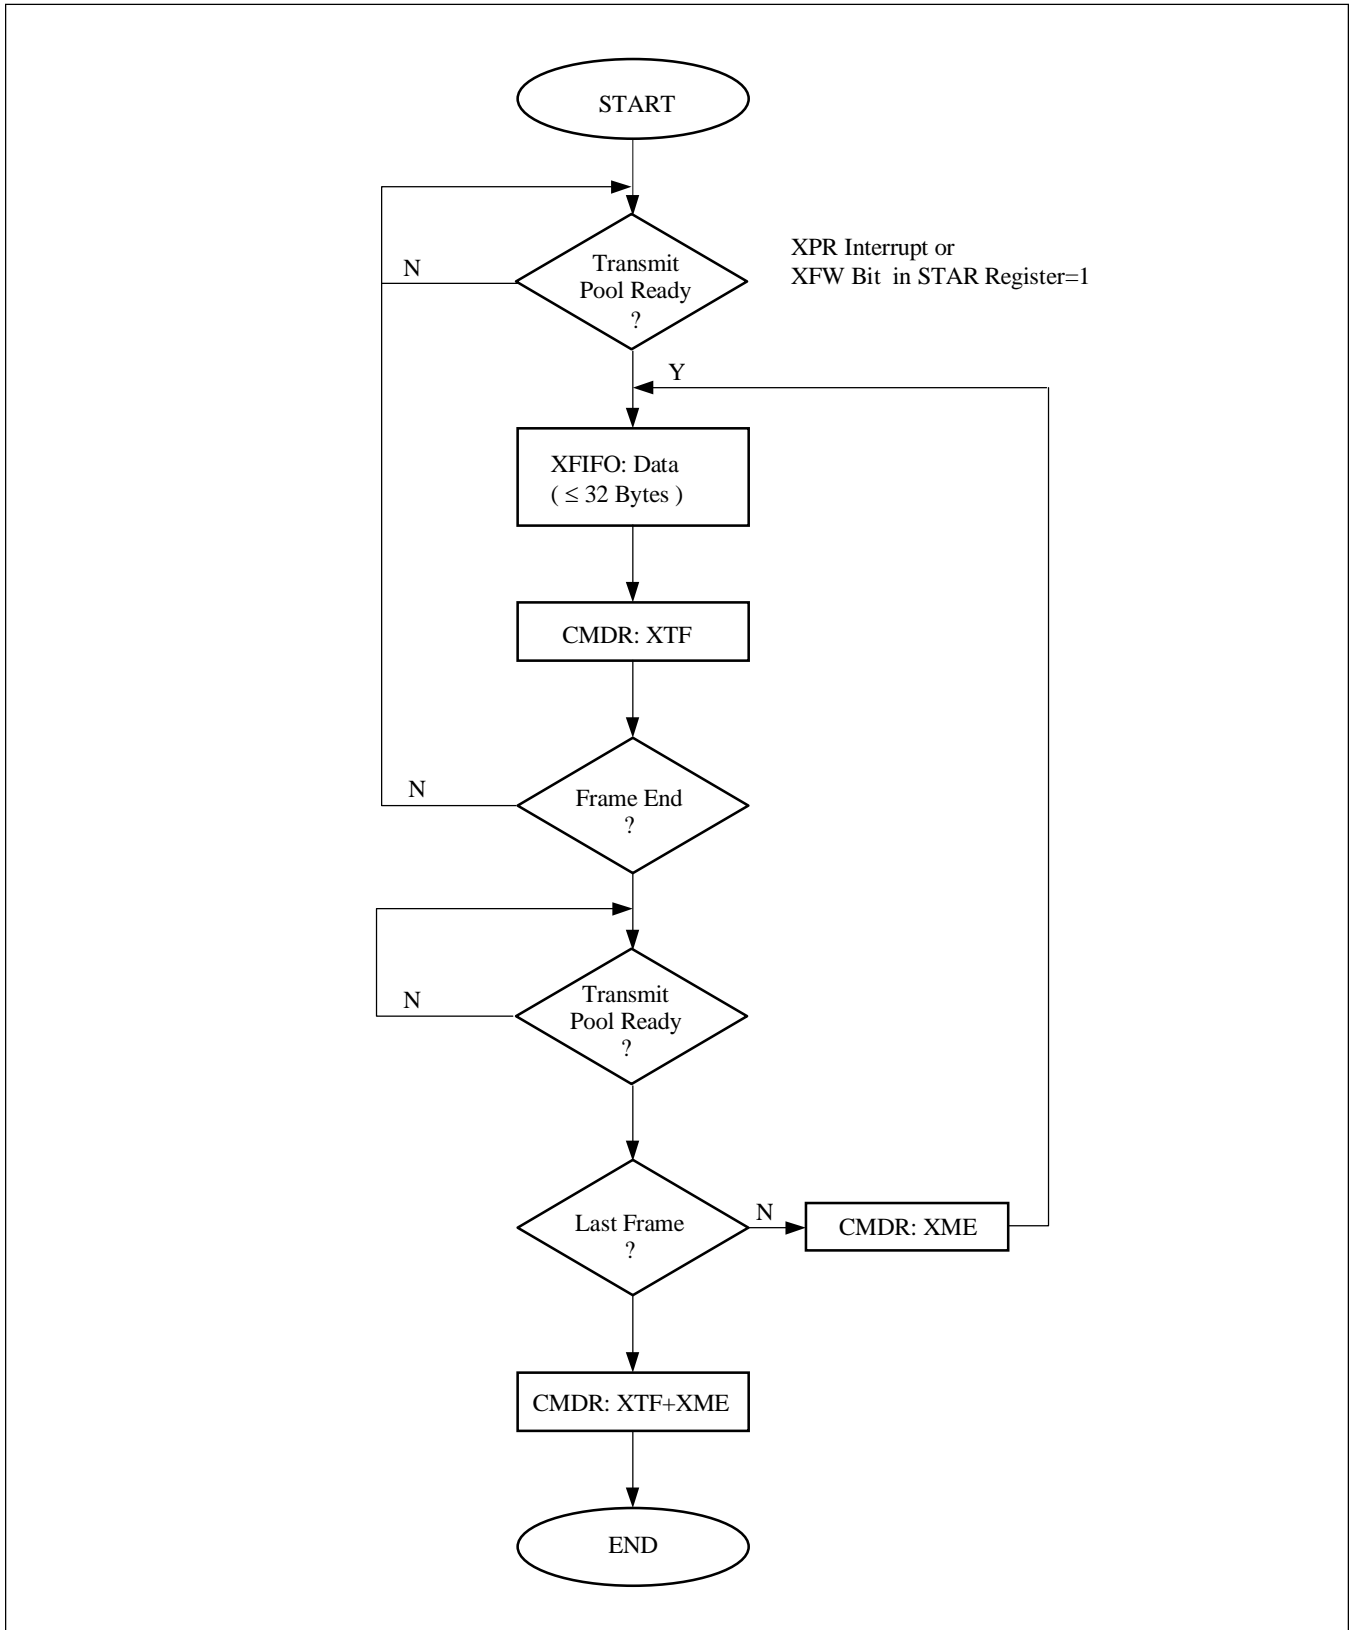 START
N
Transmit
Pool Ready
?
XPR Interrupt or
XFW Bit in STAR Register=1
Y
XFIFO: Data
( ≤ 32 Bytes )
CMDR: XTF
N
Frame End
?
N
Transmit
Pool Ready
?
Last Frame
?
N
CMDR: XME
CMDR: XTF+XME
END